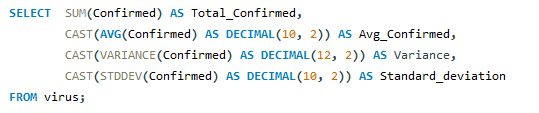 SELECT  SUM(Confirmed) AS Total_Confirmed,
        CAST(AVG(Confirmed) AS DECIMAL(10, 2)) AS Avg_Confirmed,
        CAST(VARIANCE(Confirmed) AS DECIMAL(12, 2)) AS Variance,
        CAST(STDDEV(Confirmed) AS DECIMAL(10, 2)) AS Standard_deviation
FROM virus;